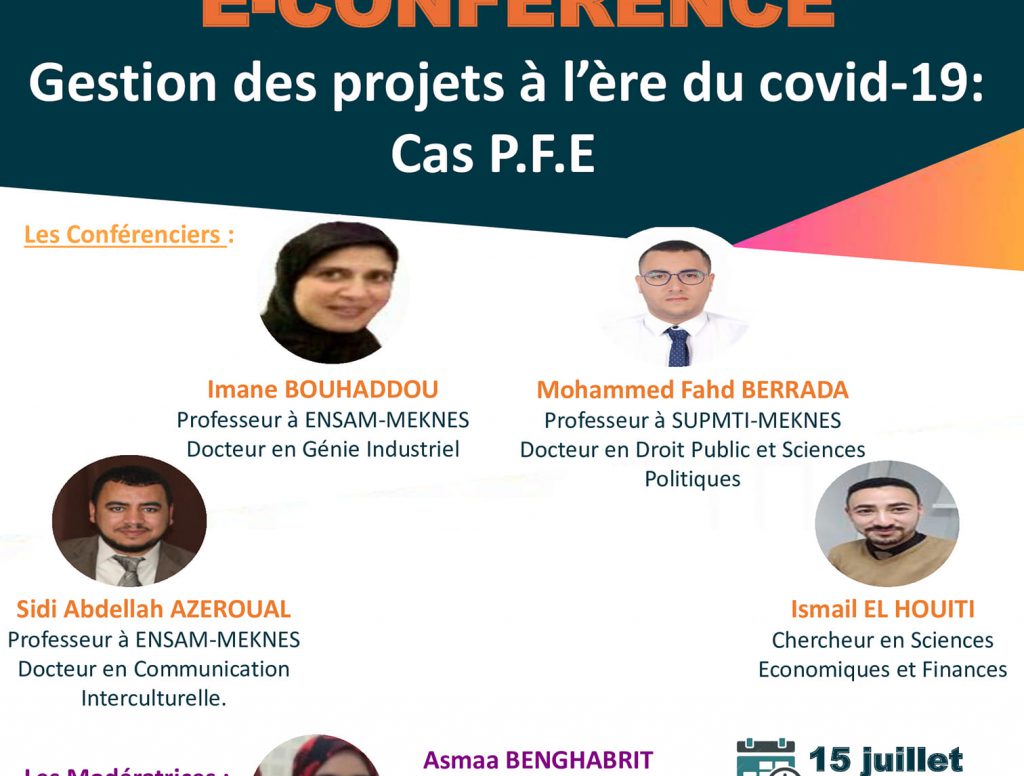 E-CONFERENCE
Gestion des projets à l'ère du covid-19:
Cas P.F.E
Les Conférenciers :
Imane BOUHADDOU
Professeur à ENSAM-MEKNES
Docteur en Génie Industriel
Mohammed Fahd BERRADA
Professeur à SUPMTI-MEKNES
Docteur en Droit Public et Sciences
Politiques
Sidi Abdellah AZEROUAL
Professeur à ENSAM-MEKNES
Docteur en Communication
Interculturelle.
Ismail EL HOUITI
Chercheur en Sciences
Economiques et Finances
Les Modératrices :
Asmaa BENGHABRIT
15 juillet